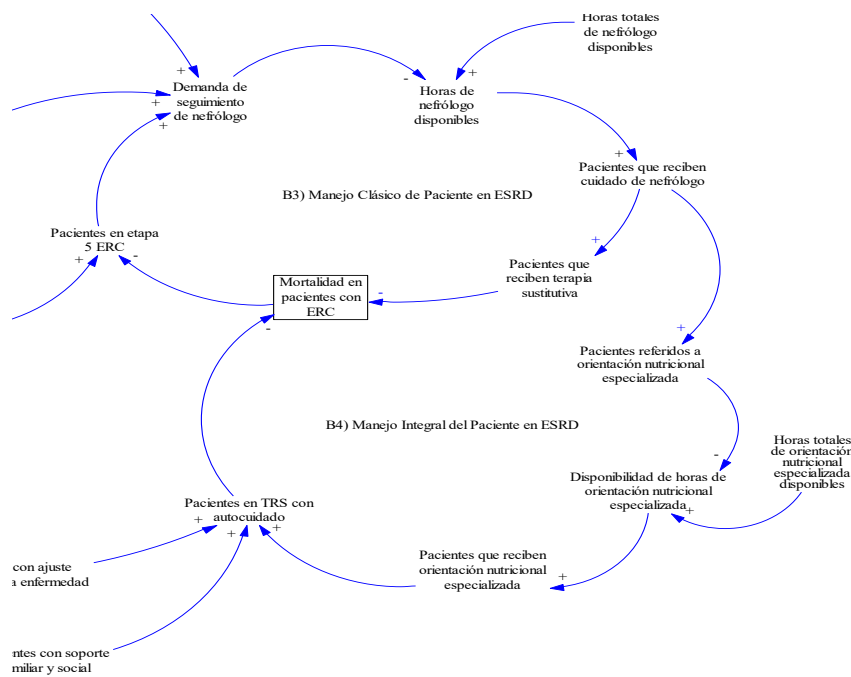 Horas totales
de nefrólogo
disponibles
+
+
+
+
-
+
Demanda de
seguimiento
de nefrólogo
Horas de
nefrólogo
disponibles
+
Pacientes que reciben
cuidado de nefrólogo
B3) Manejo Clásico de Paciente en ESRD
Pacientes en etapa
5 ERC
+
-
+
Pacientes que
reciben terapia
sustitutiva
Mortalidad en
pacientes con
ERC
-
-
+
Pacientes referidos a
orientación nutricional
especializada
B4) Manejo Integral del Paciente en ESRD
-
Horas totales
de orientación
nutricional
especializada
disponibles
Disponibilidad de horas de
orientación nutricional
especializada
+
Pacientes en TRS con
autocuidado
+
+
+
Pacientes que reciben
orientación nutricional
especializada
+
con ajuste
a enfermedad
con soporte
y social